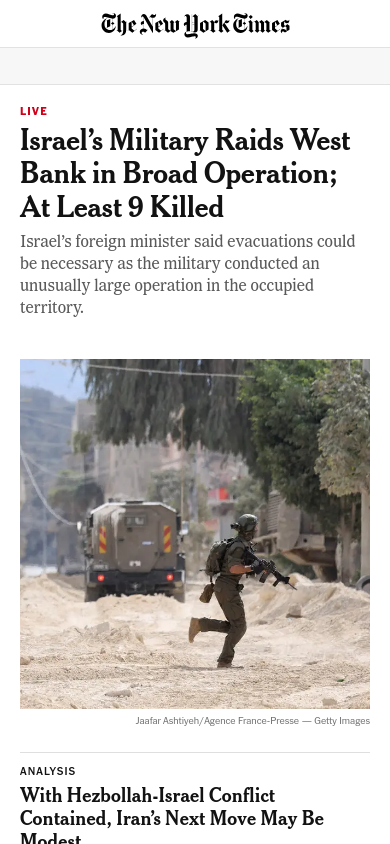 The New York Times
LIVE
Israel’s Military Raids West
Bank in Broad Operation;
At Least 9 Killed
Israel’s foreign minister said evacuations could
be necessary as the military conducted an
unusually large operation in the occupied
territory.
Jaafar Ashtiyeh/Agence France-Presse — Getty Images
ANALYSIS
With Hezbollah-Israel Conflict
Contained, Iran’s Next Move May Be
Modest